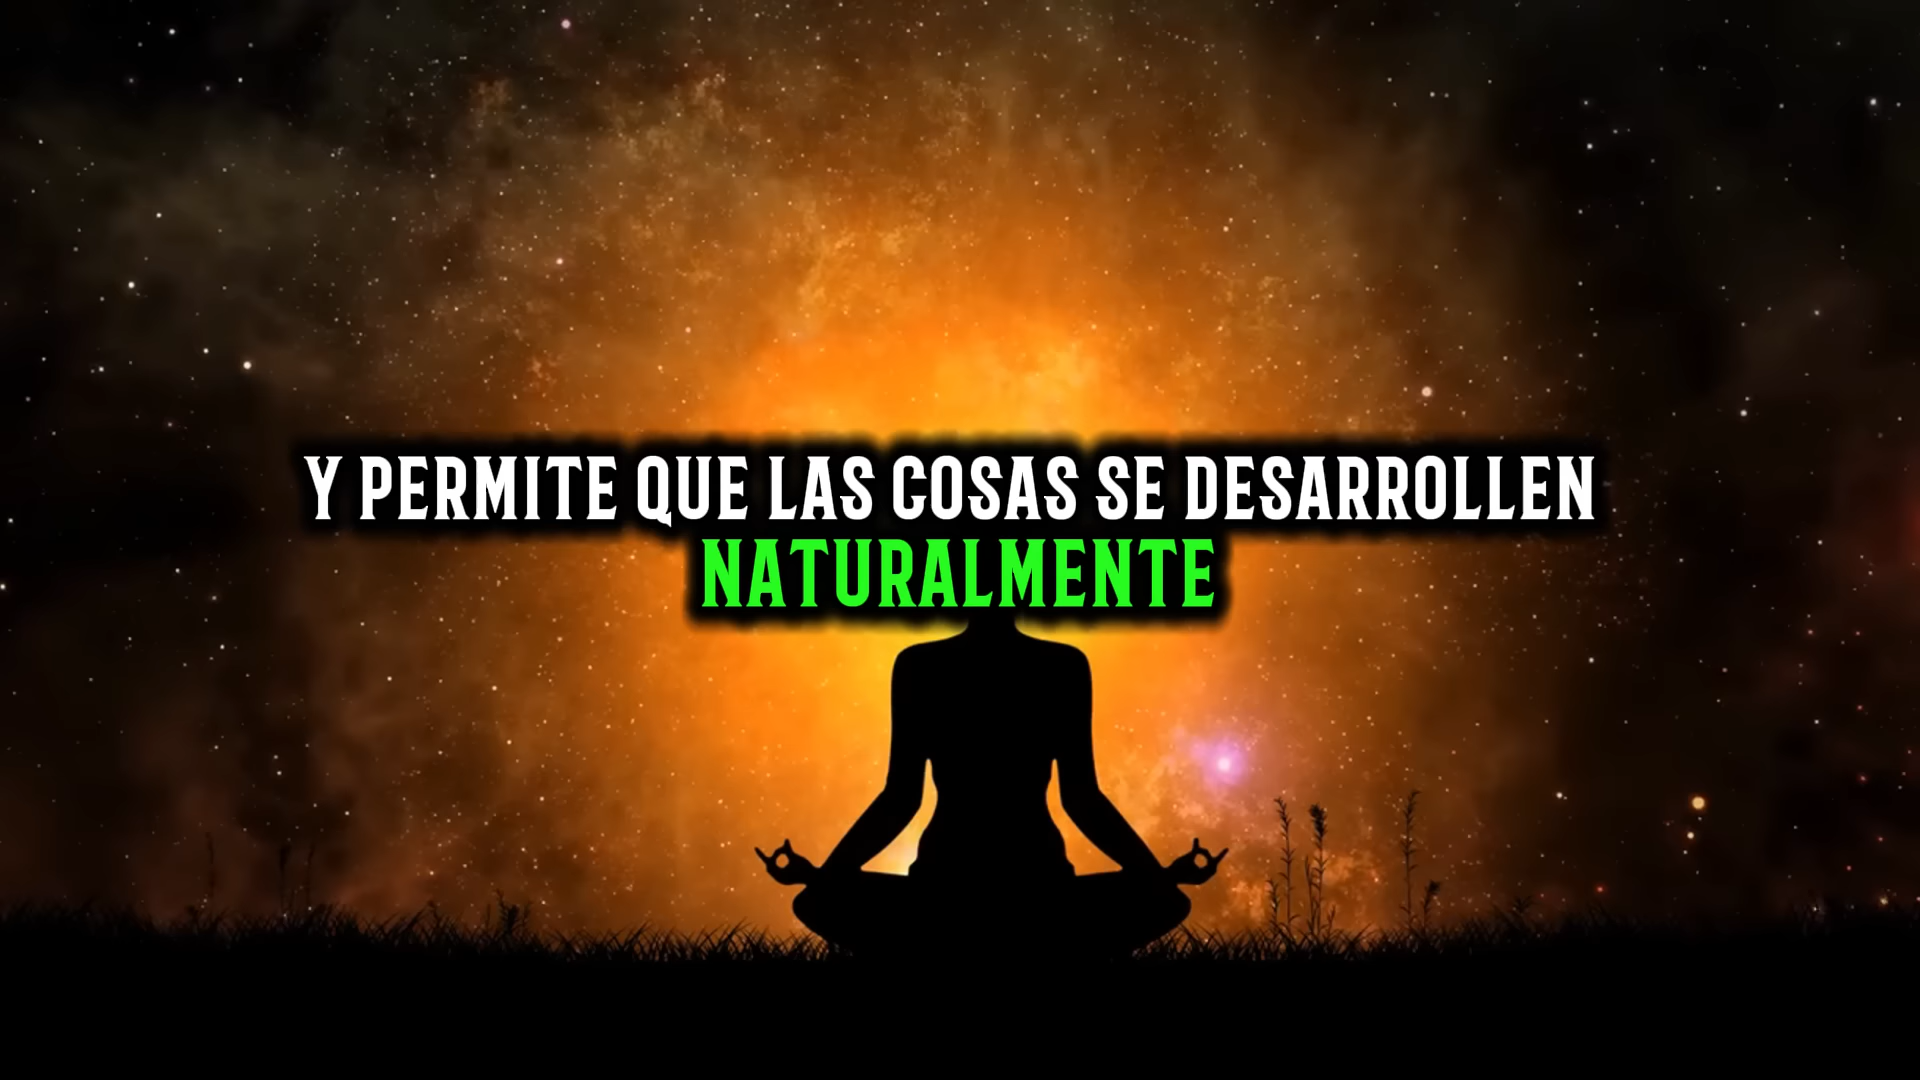 Y PERMITE QUE LAS COSAS SE DESARROLLEN
NATURALMENTE